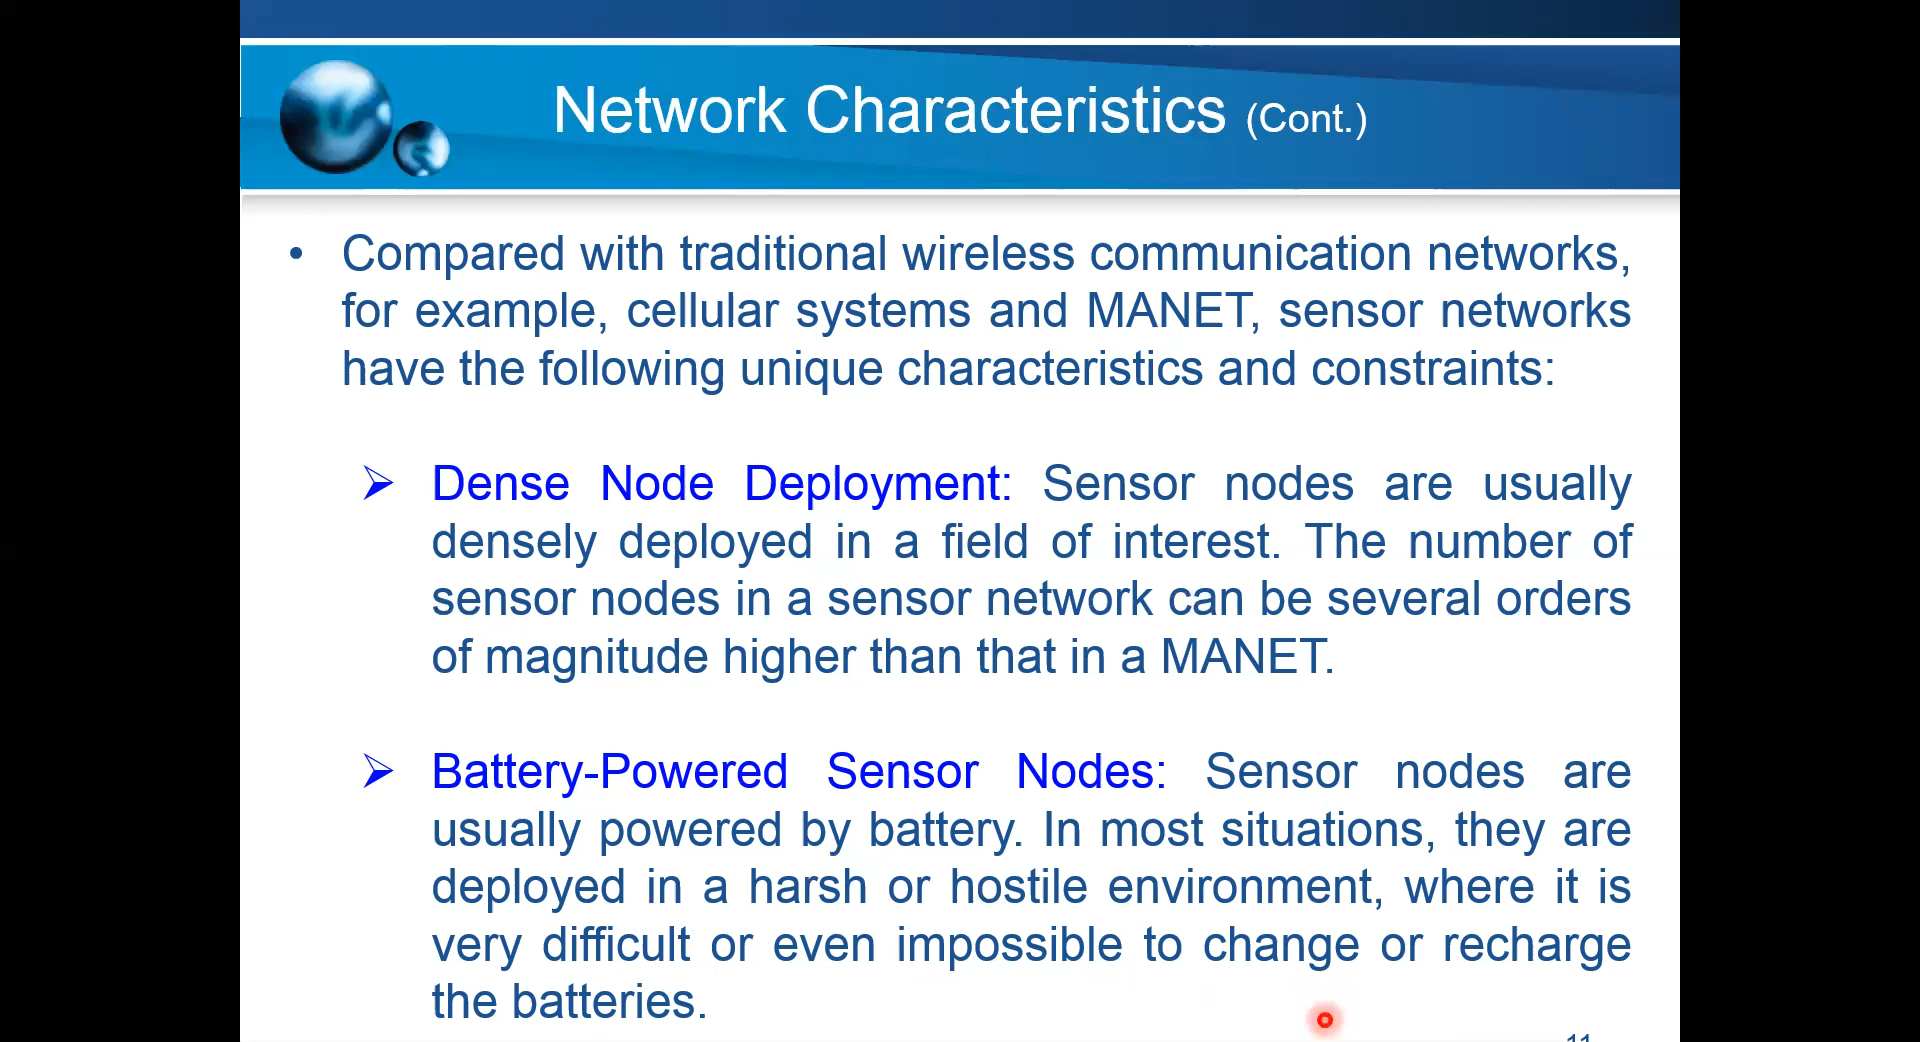 Network Characteristics (Cont.)
• Compared with traditional wireless communication networks,
for example, cellular systems and MANET, sensor networks
have the following unique characteristics and constraints:
➢ Dense Node Deployment: Sensor nodes are usually
densely deployed in a field of interest. The number of
sensor nodes in a sensor network can be several orders
of magnitude higher than that in a MANET.
➢ Battery-Powered Sensor Nodes: Sensor nodes are
usually powered by battery. In most situations, they are
deployed in a harsh or hostile environment, where it is
very difficult or even impossible to change or recharge
the batteries.
11